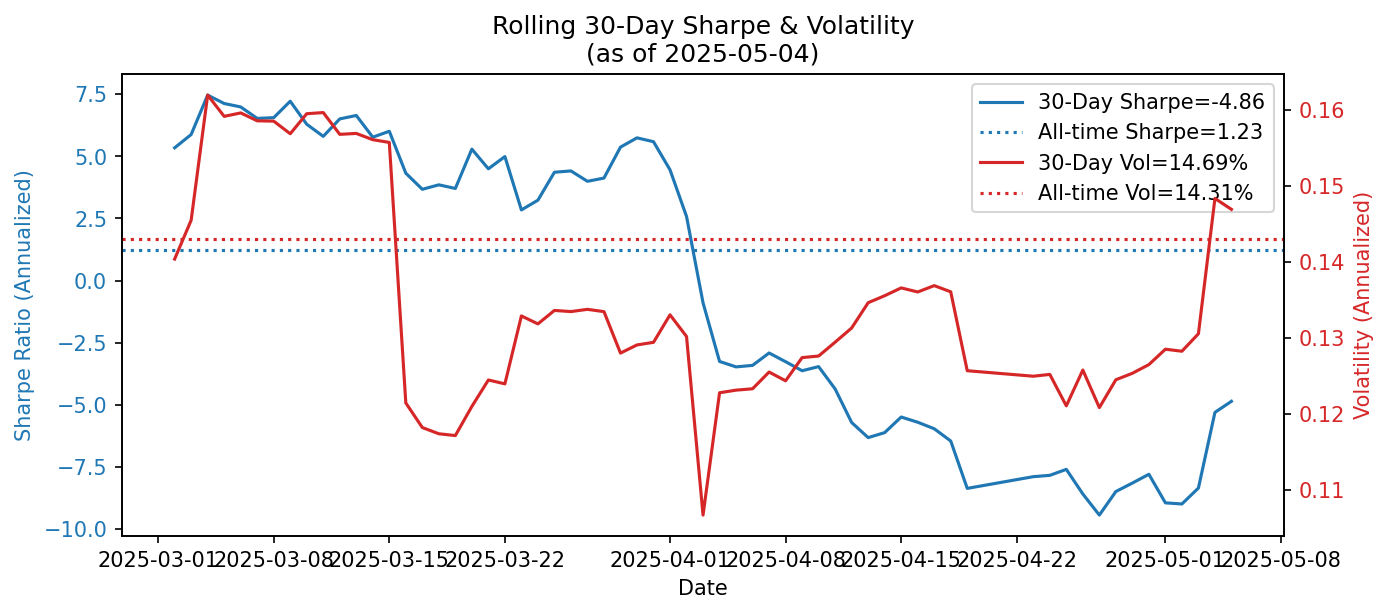 Rolling 30-Day Sharpe & Volatility
(as of 2025-05-04)
30-Day Sharpe=-4.86
All-time Sharpe=1.23
30-Day Vol=14.69%
All-time Vol=14.31%
Sharpe Ratio (Annualized)
7.5
5.0
2.5
0.0
−2.5
−5.0
−7.5
−10.0
Volatility (Annualized)
0.16
0.15
0.14
0.13
0.12
0.11
2025-03-01 2025-03-08 2025-03-15 2025-03-22 2025-04-01 2025-04-08 2025-04-15 2025-04-22 2025-05-01 2025-05-08
Date